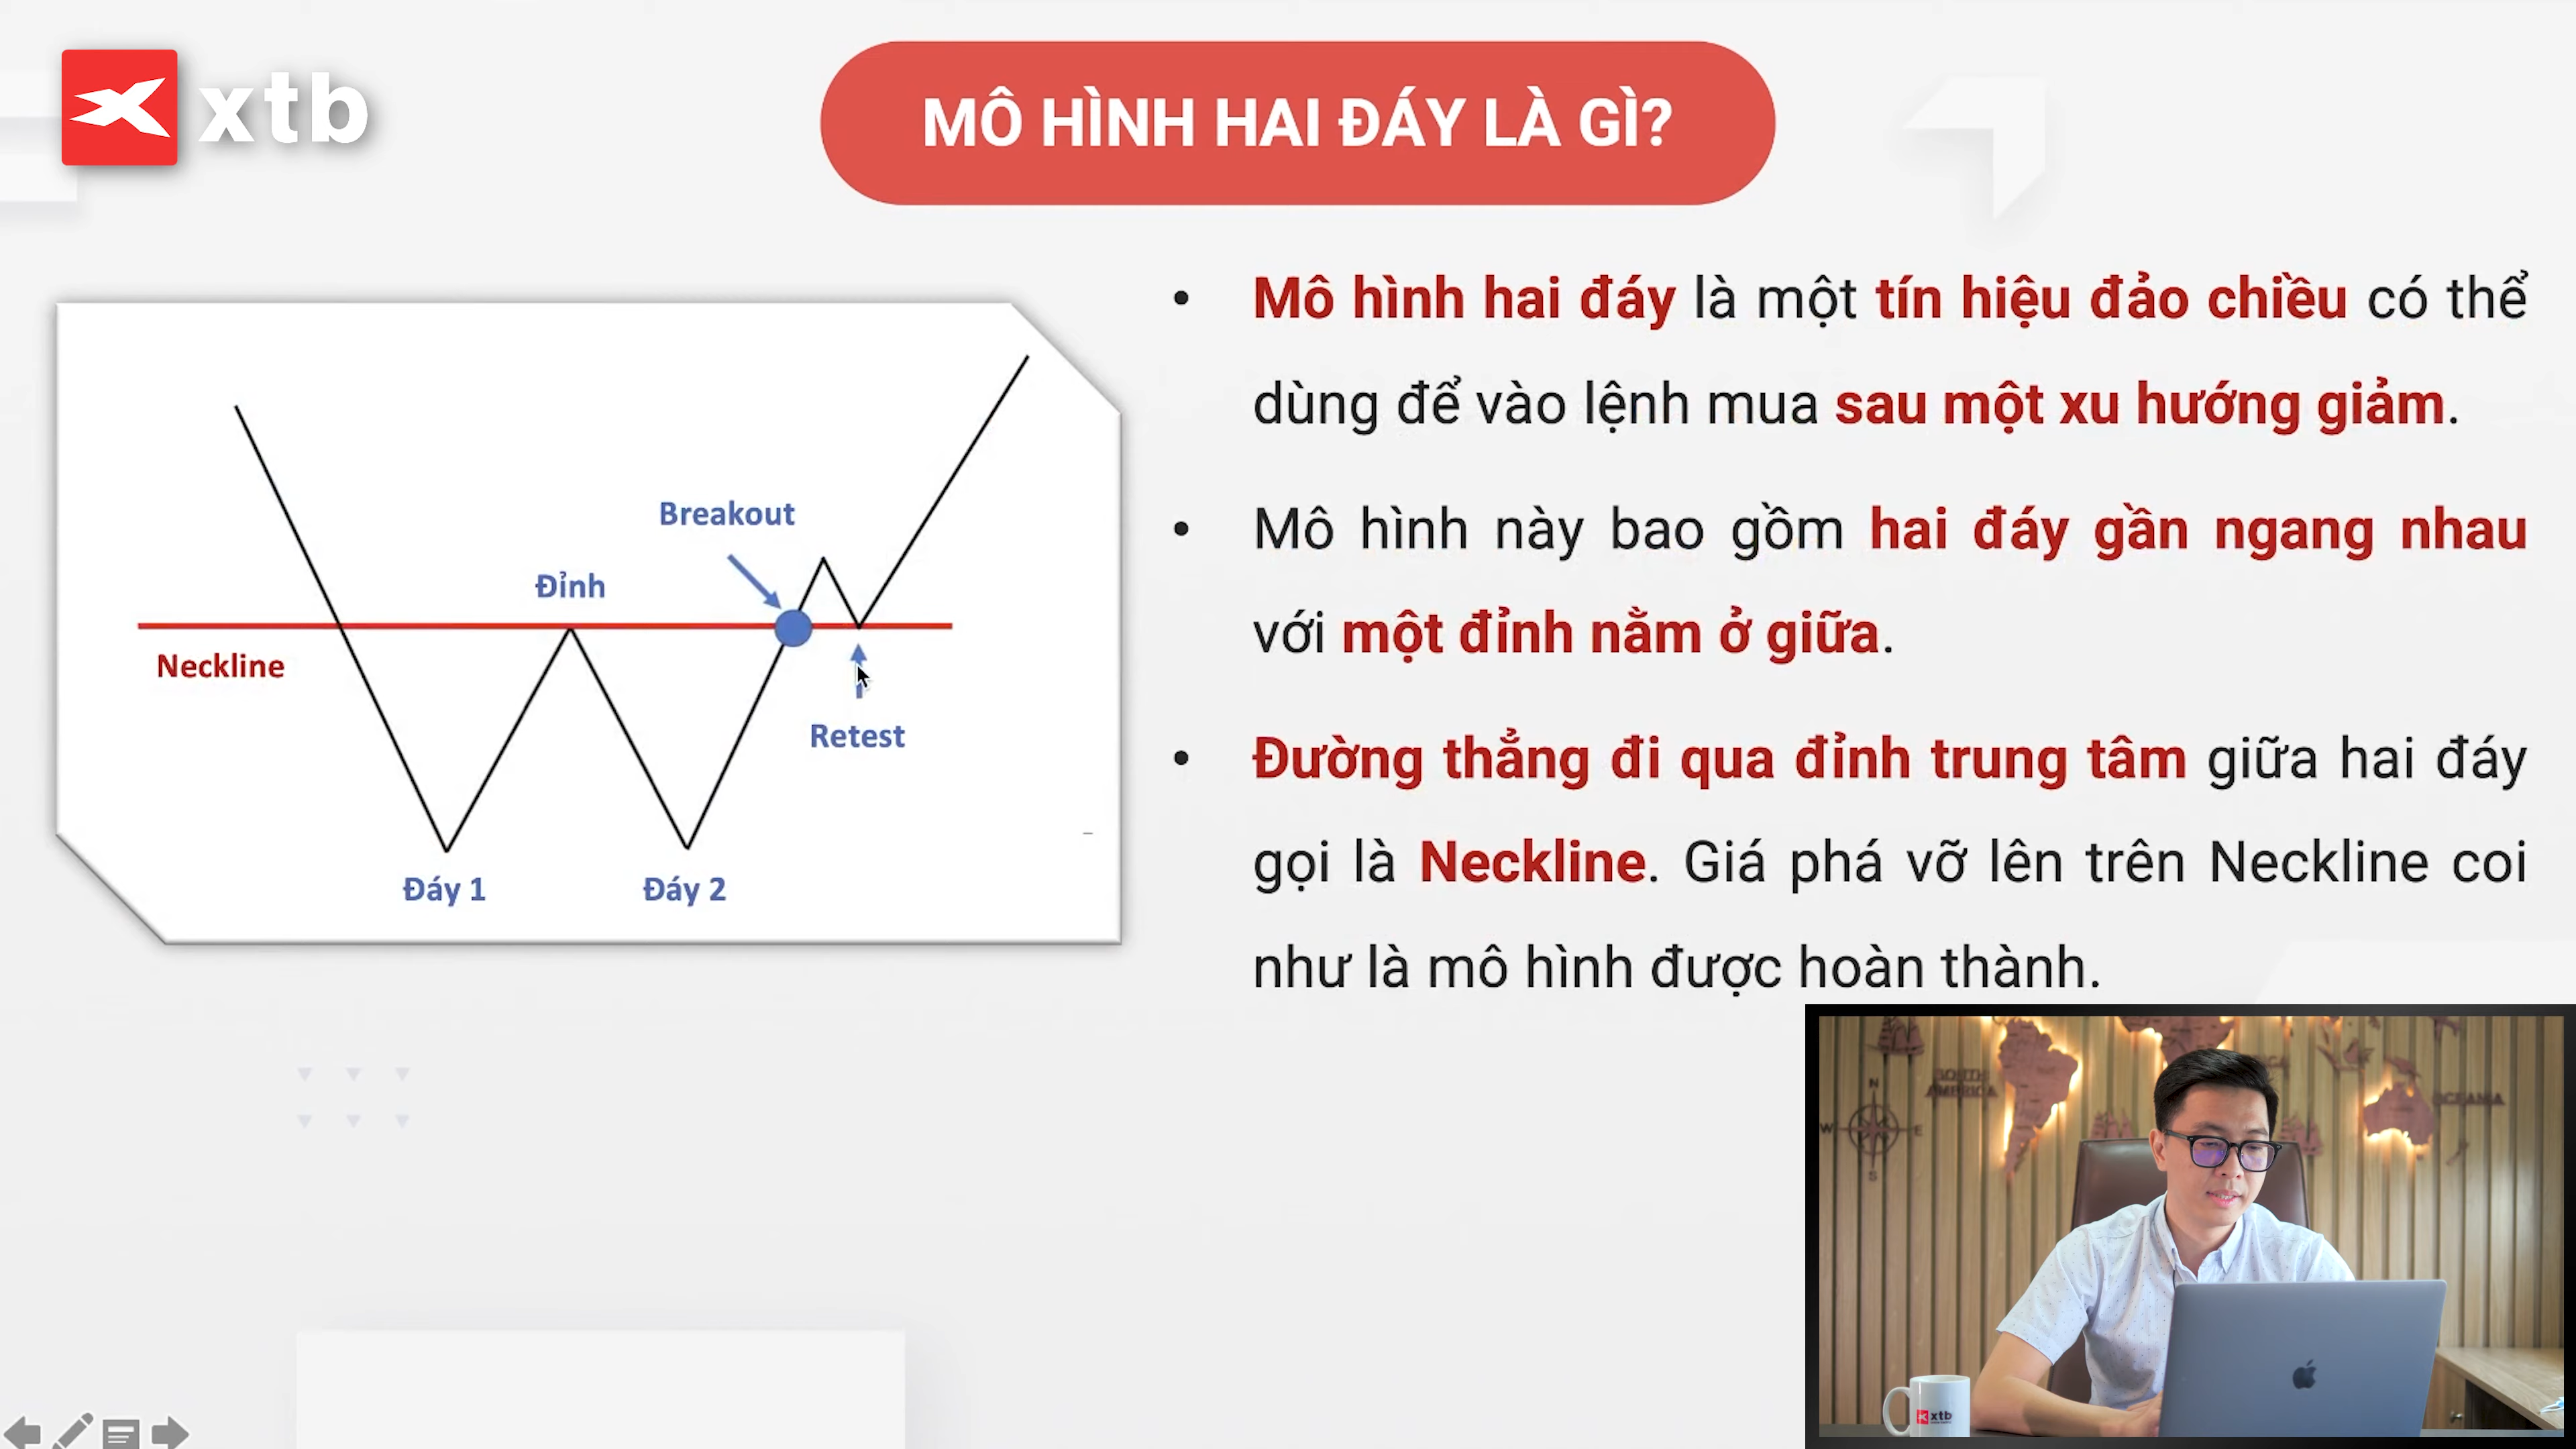 xtb
MÔ HÌNH HAI ĐÁY LÀ GÌ?
Breakout
Đỉnh
Neckline
Retest
Đáy 1
Đáy 2
• Mô hình hai đáy là một tín hiệu đảo chiều có thể
dùng để vào lệnh mua sau một xu hướng giảm.
• Mô hình này bao gồm hai đáy gần ngang nhau
với một đỉnh nằm ở giữa.
• Đường thẳng đi qua đỉnh trung tâm giữa hai đáy
gọi là Neckline. Giá phá vỡ lên trên Neckline coi
như là mô hình được hoàn thành.
SOUTH
AMERICA
OCEANIA
N
W
E
S
xtb